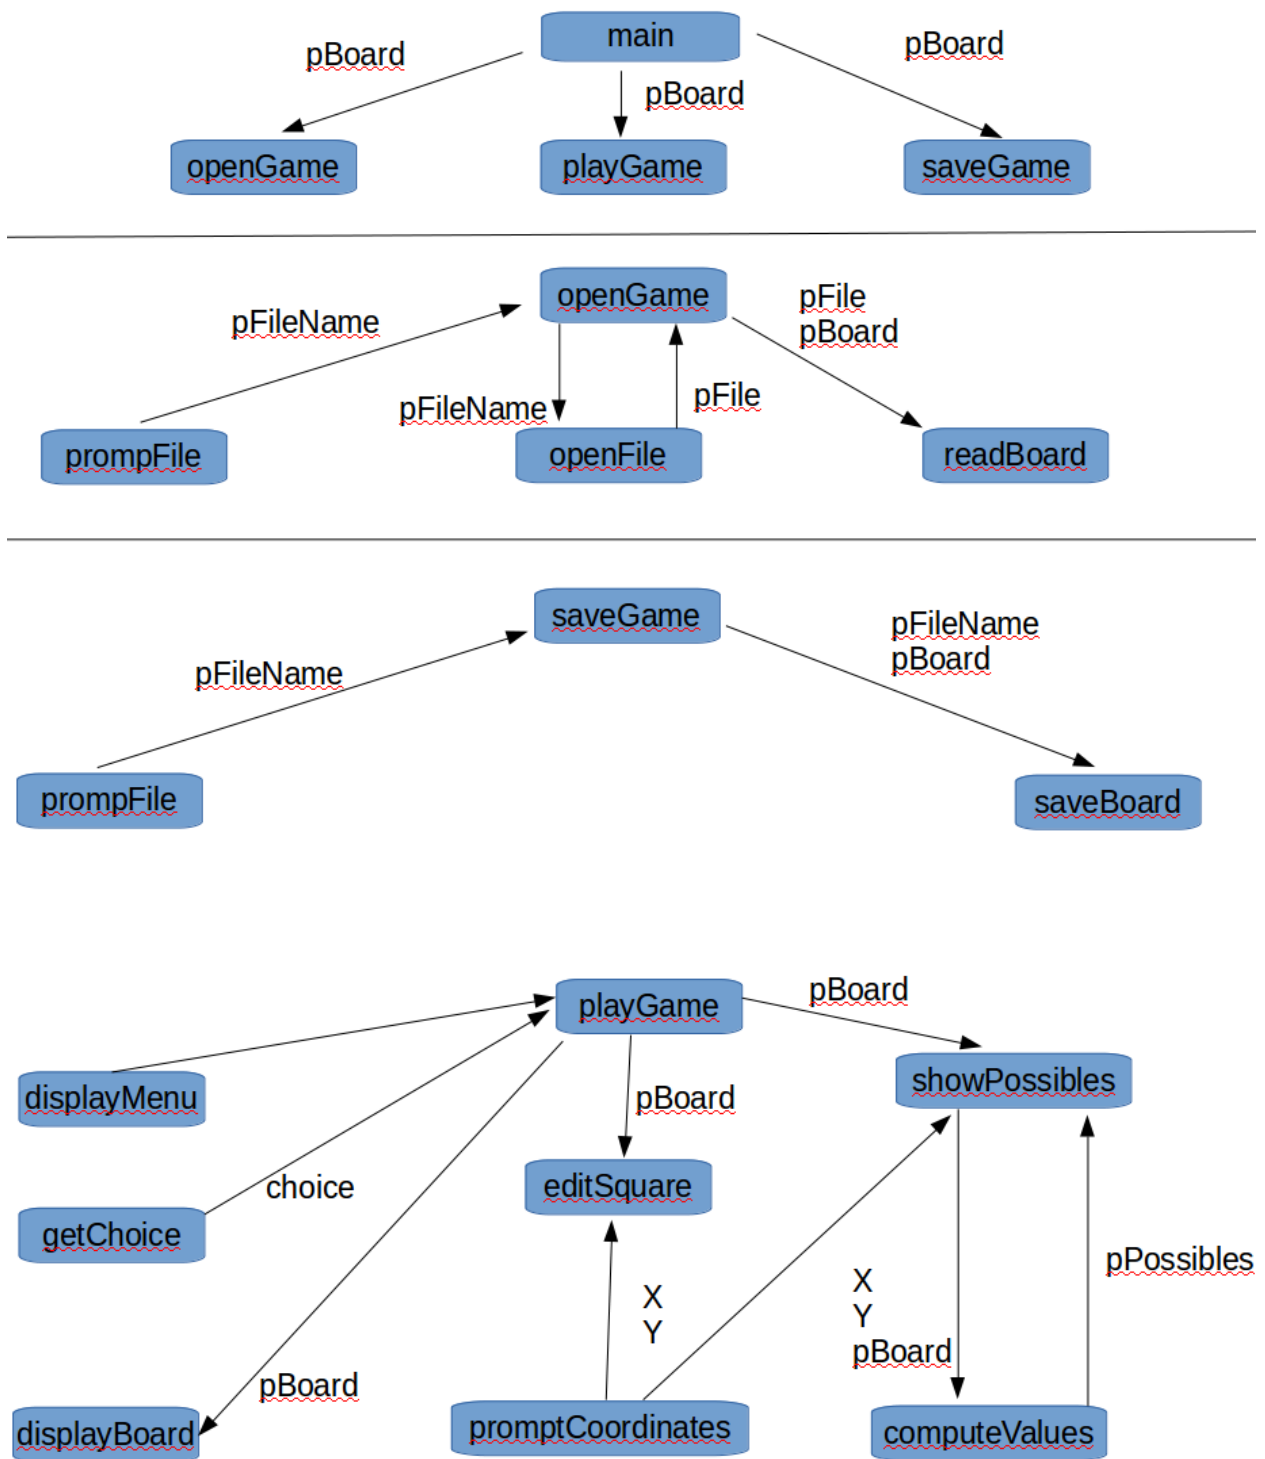 main
pBoard
pBoard
pBoard
openGame
playGame
saveGame
openGame
pFile
pBoard
pFileName
pFileName
pFile
prompFile
openFile
readBoard
saveGame
pFileName
pBoard
pFileName
prompFile
saveBoard
playGame
pBoard
displayMenu
showPossibles
pBoard
choice
editSquare
getChoice
pPossibles
X
Y
X
Y
pBoard
pBoard
displayBoard
promptCoordinates
computeValues